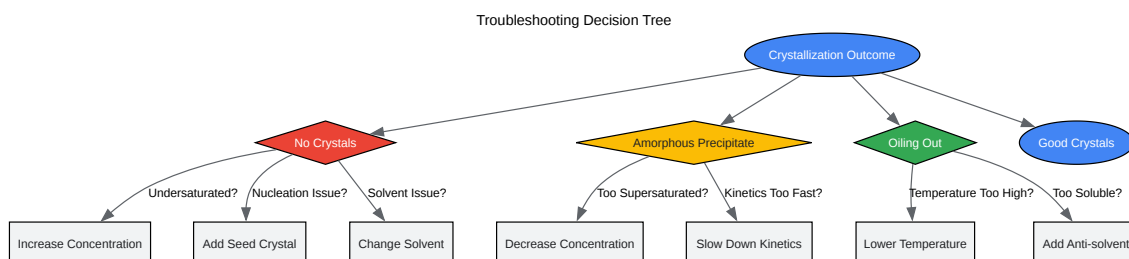 Troubleshooting Decision Tree
Crystallization Outcome
No Crystals
Amorphous Precipitate
Oiling Out
Good Crystals
Undersaturated?
Nucleation Issue?
Solvent Issue?
Too Supersaturated?
Kinetics Too Fast?
Temperature Too High?
Too Soluble?
Increase Concentration
Add Seed Crystal
Change Solvent
Decrease Concentration
Slow Down Kinetics
Lower Temperature
Add Anti-solvent